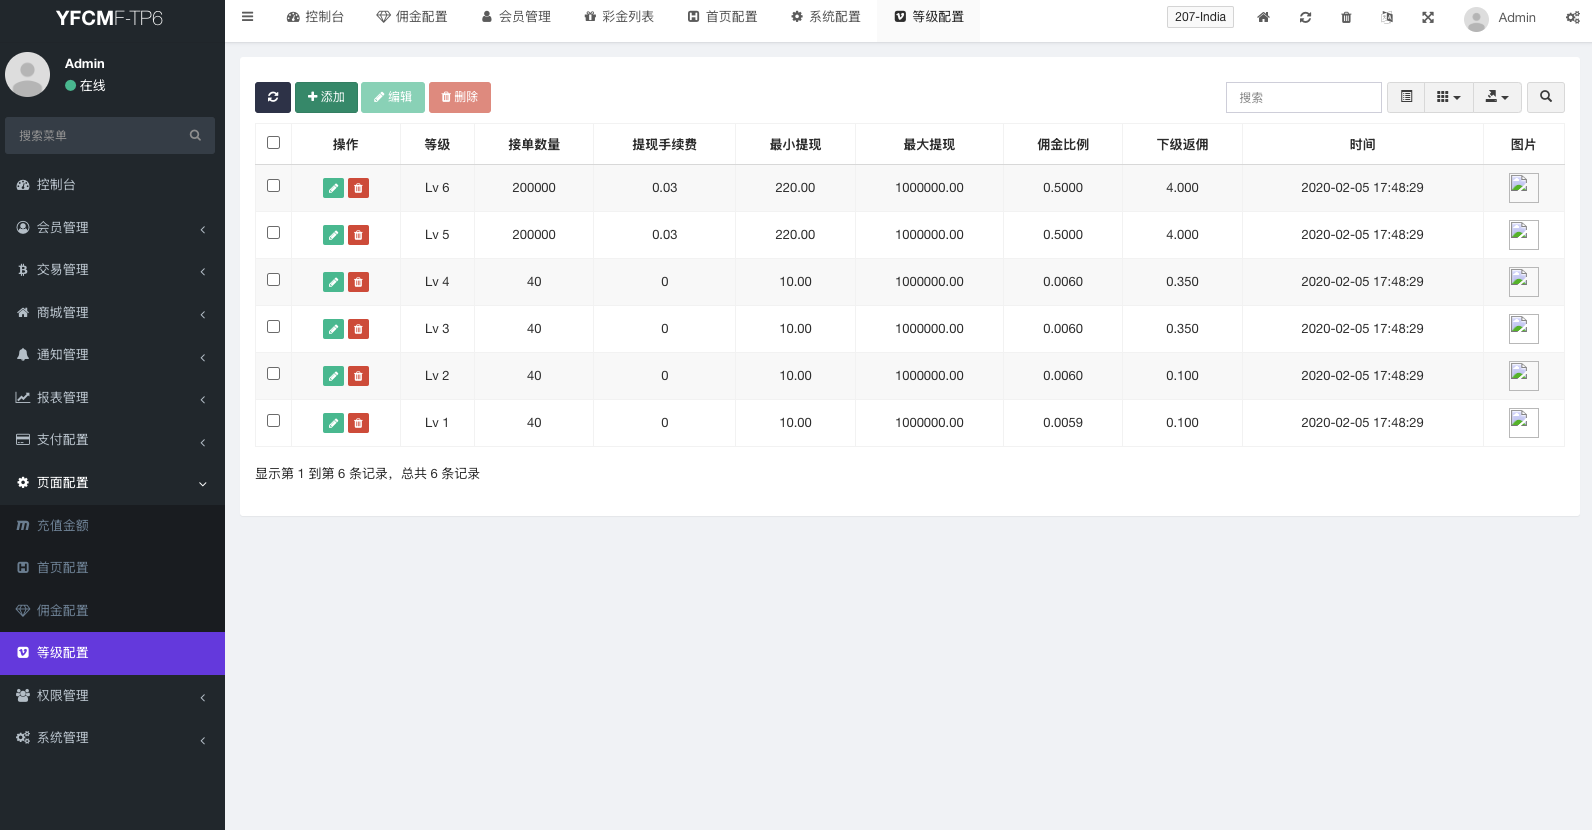 YFCMF-TP6
控制台
佣金配置
会员管理
彩金列表
首页配置
系统配置
等级配置
207-India
Admin
Admin
在线
搜索菜单
控制台
会员管理
交易管理
商城管理
通知管理
报表管理
支付配置
页面配置
充值金额
首页配置
佣金配置
等级配置
权限管理
系统管理
添加
编辑
删除
搜索
操作 等级 接单数量 提现手续费 最小提现 最大提现 佣金比例 下级返佣 时间 图片
Lv 6 200000 0.03 220.00 1000000.00 0.5000 4.000 2020-02-05 17:48:29
Lv 5 200000 0.03 220.00 1000000.00 0.5000 4.000 2020-02-05 17:48:29
Lv 4 40 0 10.00 1000000.00 0.0060 0.350 2020-02-05 17:48:29
Lv 3 40 0 10.00 1000000.00 0.0060 0.350 2020-02-05 17:48:29
Lv 2 40 0 10.00 1000000.00 0.0060 0.100 2020-02-05 17:48:29
Lv 1 40 0 10.00 1000000.00 0.0059 0.100 2020-02-05 17:48:29
显示第 1 到第 6 条记录，总共 6 条记录